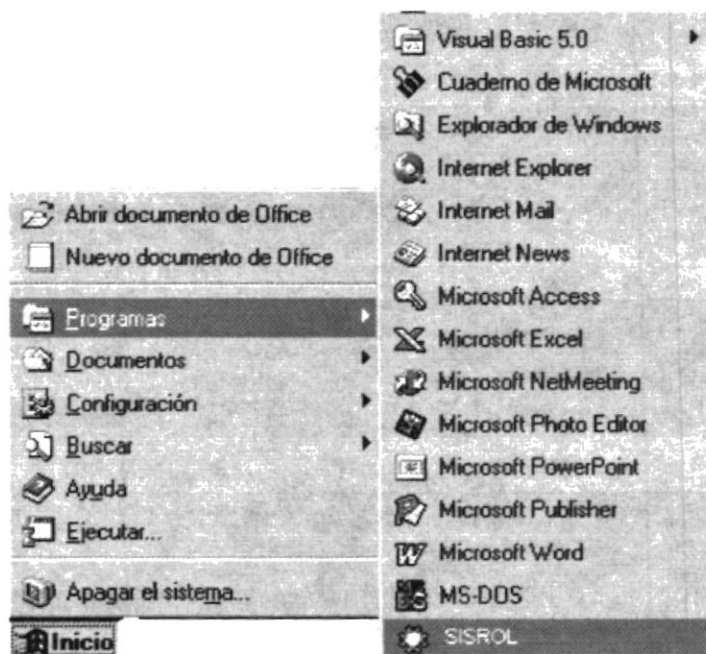 Abrir documento de Office
Nuevo documento de Office
Programas
Documentos
Configuración
Buscar
Ayuda
Ejecutar...
Apagar el sistema...
Inicio
Visual Basic 5.0
Cuaderno de Microsoft
Explorador de Windows
Internet Explorer
Internet Mail
Internet News
Microsoft Access
Microsoft Excel
Microsoft NetMeeting
Microsoft Photo Editor
Microsoft PowerPoint
Microsoft Publisher
Microsoft Word
MS-DOS
SISROL